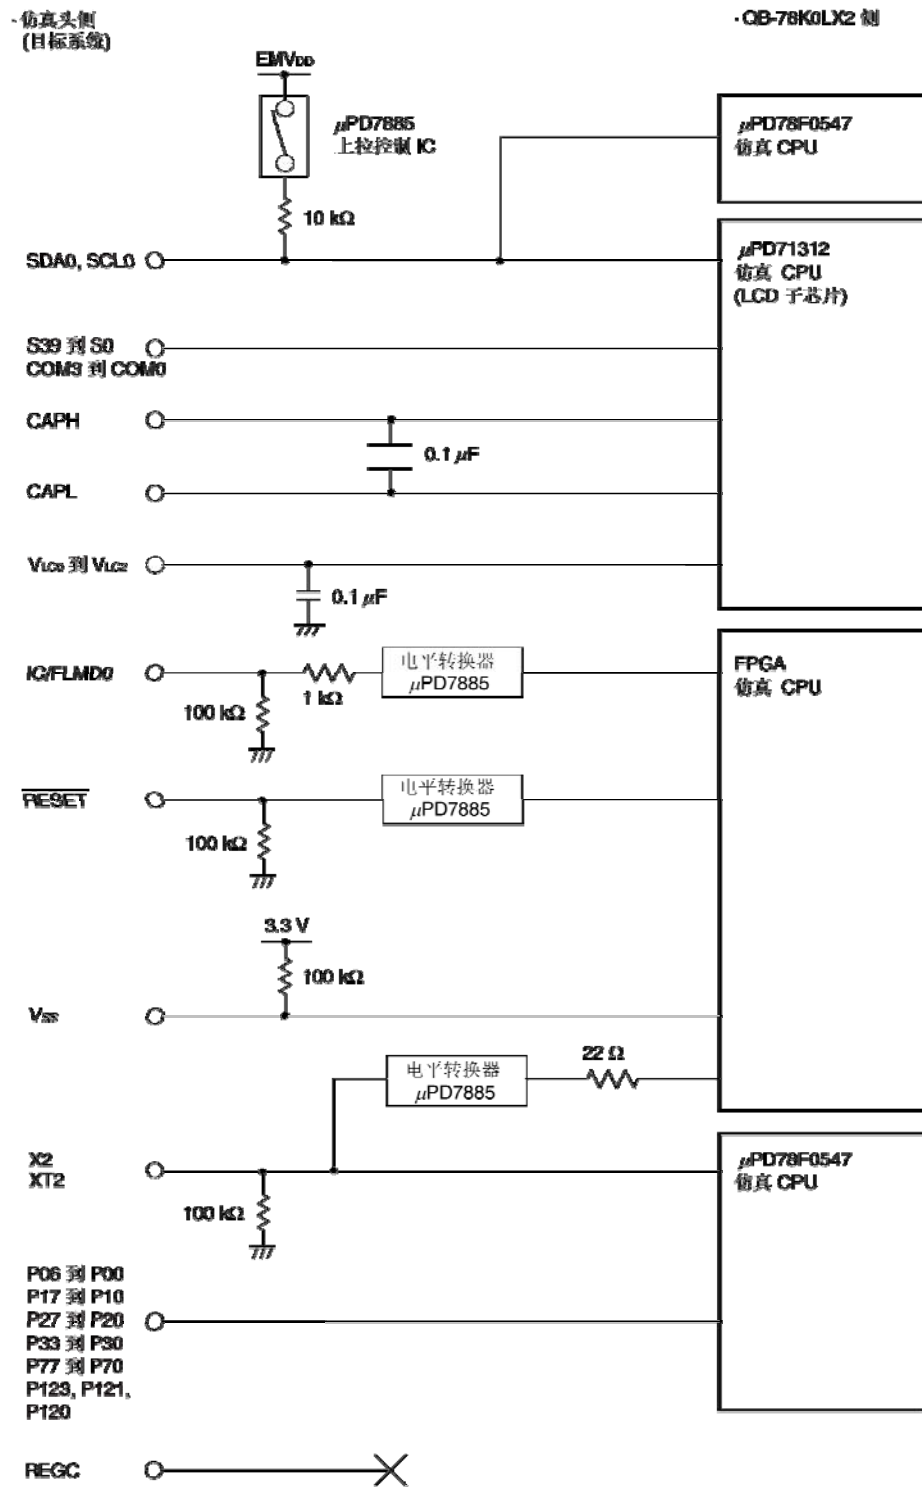 ·仿真头侧
(目标系统)
·QB-78K0LX2 侧
EMVDD
μPD7885
上拉控制 IC
10 kΩ
μPD78F0547
仿真 CPU
SDA0, SCL0
μPD71312
仿真 CPU
(LCD 子芯片)
S39 到 S0
COM3 到 COM0
CAPH
0.1 μF
CAPL
VLC0 到 VLC2
0.1 μF
IC/FLMD0
100 kΩ
1 kΩ
电平转换器
μPD7885
FPGA
仿真 CPU
RESET
100 kΩ
电平转换器
μPD7885
3.3 V
100 kΩ
VSS
电平转换器
μPD7885
22 Ω
X2
XT2
100 kΩ
μPD78F0547
仿真 CPU
P06 到 P00
P17 到 P10
P27 到 P20
P33 到 P30
P77 到 P70
P123, P121,
P120
REGC